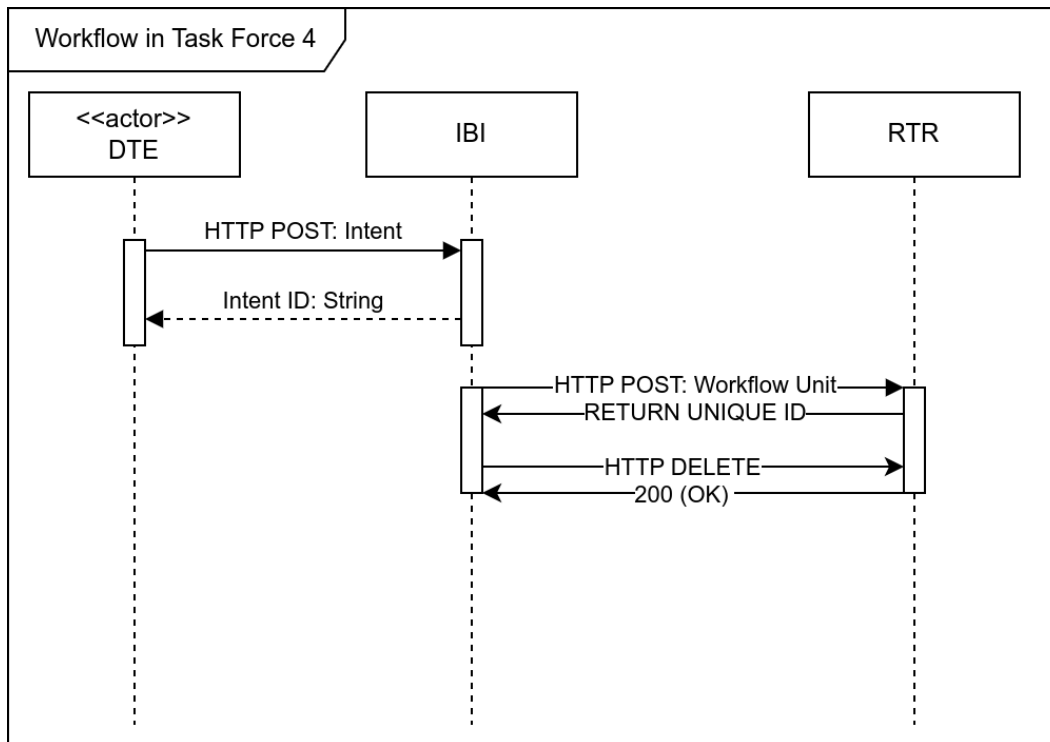 Workflow in Task Force 4
<<actor>>
DTE
IBI
RTR
HTTP POST: Intent
Intent ID: String
HTTP POST: Workflow Unit
RETURN UNIQUE ID
HTTP DELETE
200 (OK)